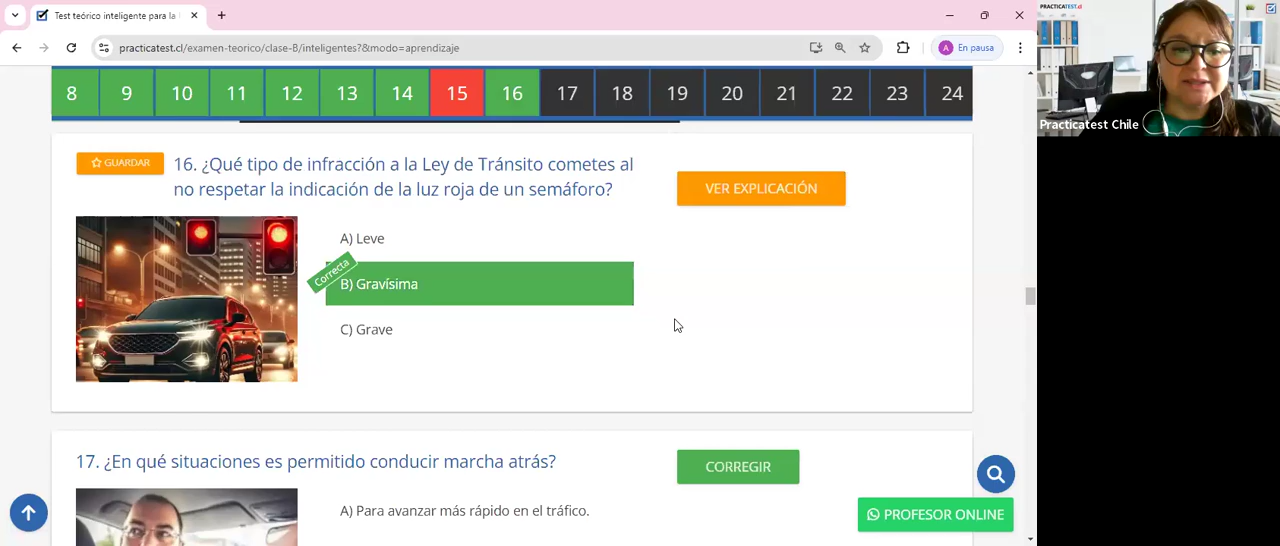 Test teórico inteligente para la l
practicatest.cl/examen-teorico/clase-B/inteligentes?&modo=aprendizaje
A
En pausa
PRACTICATEST.cl
Practicatest Chile
8 9 10 11 12 13 14 15 16 17 18 19 20 21 22 23 24
GUARDAR
16. ¿Qué tipo de infracción a la Ley de Tránsito cometes al
no respetar la indicación de la luz roja de un semáforo?
VER EXPLICACIÓN
A) Leve
Correcta
B) Gravísima
C) Grave
17. ¿En qué situaciones es permitido conducir marcha atrás?
CORREGIR
A) Para avanzar más rápido en el tráfico.
PROFESOR ONLINE